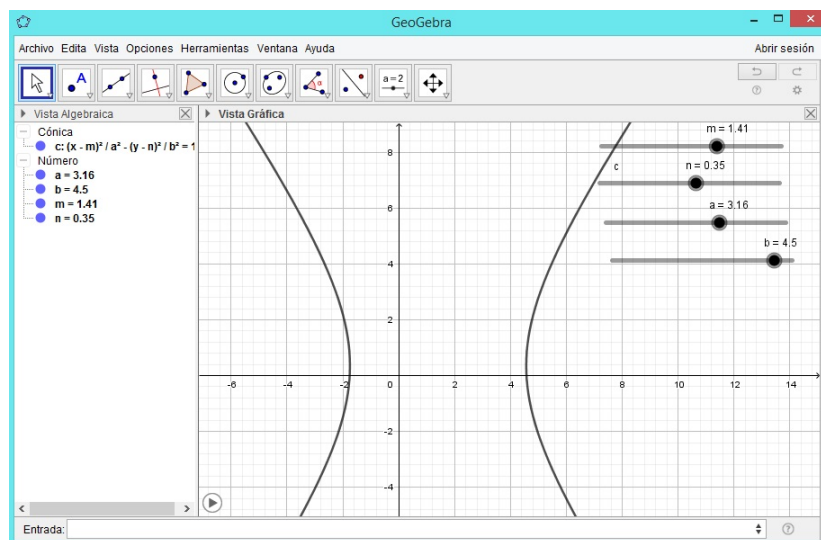 GeoGebra
Archivo Edita Vista Opciones Herramientas Ventana Ayuda
Abrir sesión
A
α
a = 2
Vista Algebraica
Vista Gráfica
Cónica
c: (x - m)² / a² - (y - n)² / b² = 1
Número
a = 3.16
b = 4.5
m = 1.41
n = 0.35
m = 1.41
c
n = 0.35
a = 3.16
b = 4.5
8
6
4
2
-6 -4 -2 0 2 4 6 8 10 12 14
-2
-4
Entrada: